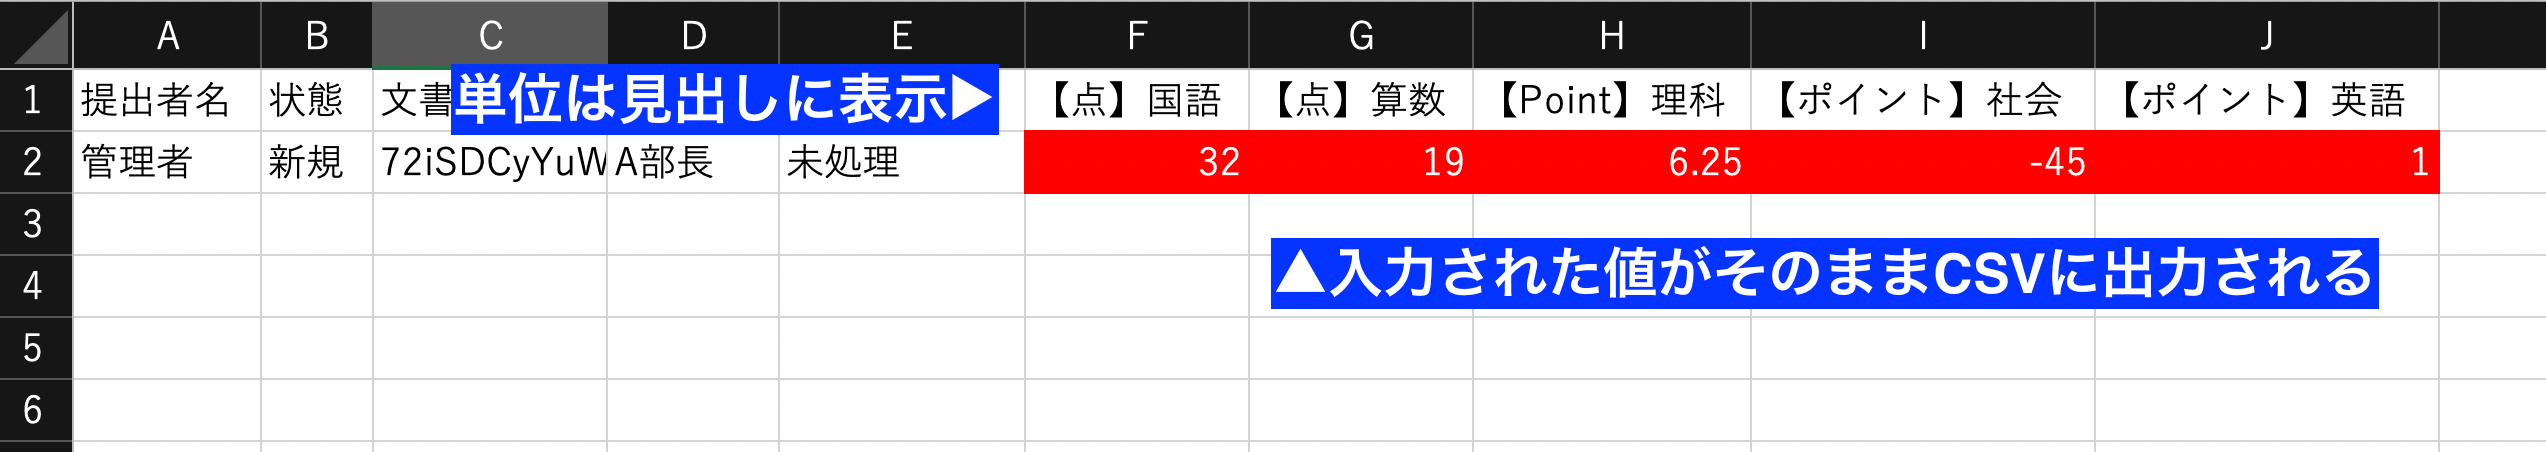 A B C D E F G H I J
1 提出者名 状態 文書 単位は見出しに表示▶ 【点】国語 【点】算数 【Point】理科 【ポイント】社会 【ポイント】英語
2 管理者 新規 72iSDCyYuW A部長 未処理 32 19 6.25 -45 1
3
▲入力された値がそのままCSVに出力される
4
5
6